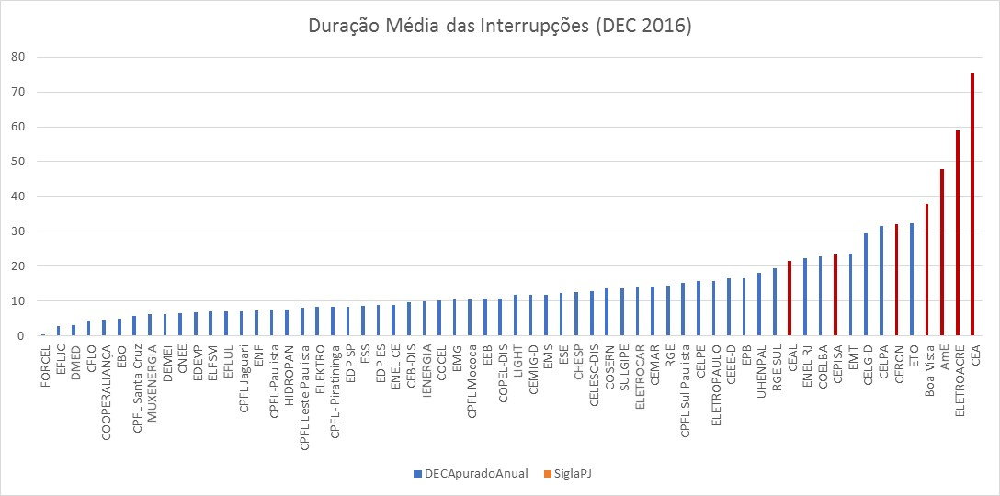 Duração Média das Interrupções (DEC 2016)
80
70
60
50
40
30
20
10
0
FORCEL
EFLJC
DMED
CFLO
COOPERALIANÇA
EBO
CPFL Santa Cruz
MUXENERGIA
DEMEI
CNEE
EDEVP
ELFSM
EFLUL
CPFL Jaguari
ENF
CPFL-Paulista
HIDROPAN
CPFL Leste Paulista
ELEKTRO
CPFL- Piratininga
EDP SP
ESS
EDP ES
ENEL CE
CEB-DIS
IENERGIA
COCEL
EMG
CPFL Mococa
EEB
COPEL-DIS
LIGHT
CEMIG-D
EMS
ESE
CHESP
CELESC-DIS
COSERN
SULGIPE
ELETROCAR
CEMAR
RGE
CPFL Sul Paulista
CELPE
ELETROPAULO
CEEE-D
EPB
UHENPAL
RGE SUL
CEAL
ENEL RJ
COELBA
CEPISA
EMT
CELG-D
CELPA
CERON
ETO
Boa Vista
AmE
ELETROACRE
CEA
DECApuradoAnual
SiglaPJ